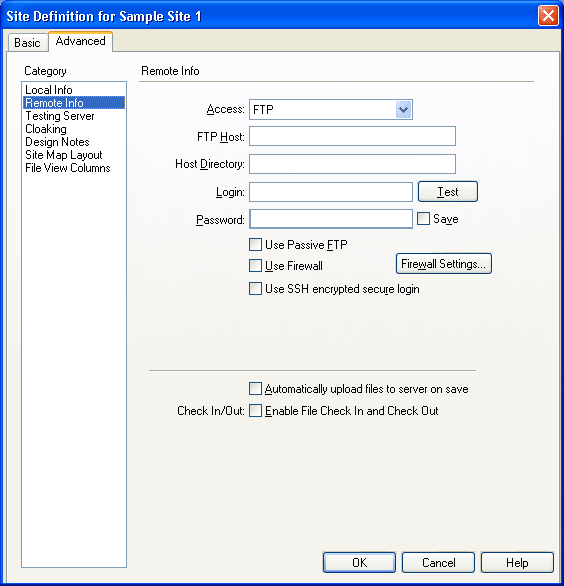 Site Definition for Sample Site 1
Basic
Advanced
Category
Local Info
Remote Info
Testing Server
Cloaking
Design Notes
Site Map Layout
File View Columns
Remote Info
Access: FTP
FTP Host:
Host Directory:
Login: Test
Password: Save
Use Passive FTP
Use Firewall Firewall Settings...
Use SSH encrypted secure login
Automatically upload files to server on save
Check In/Out: Enable File Check In and Check Out
OK Cancel Help